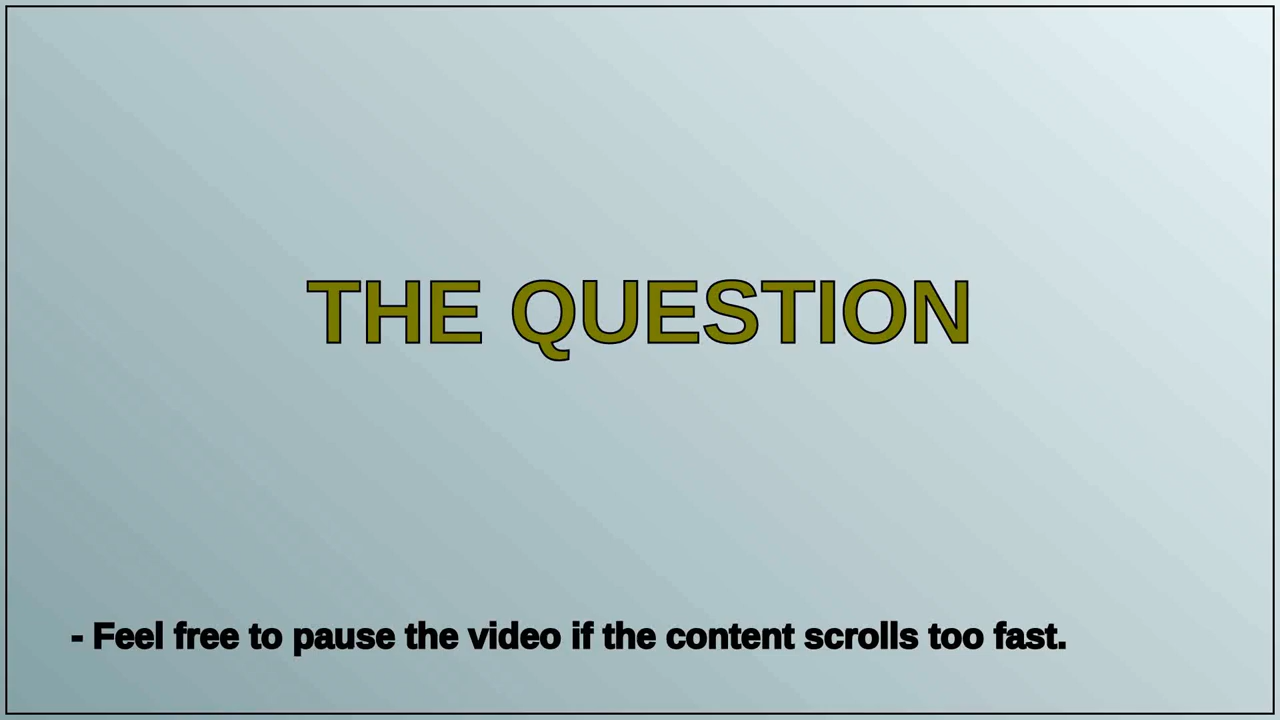 THE QUESTION
- Feel free to pause the video if the content scrolls too fast.